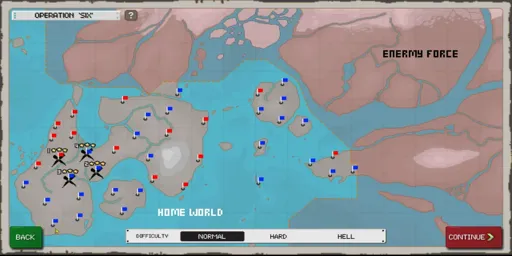 OPERATION 'SIX'
?
ENERMY FORCE
HOME WORLD
BACK
DIFFICULTY
NORMAL
HARD
HELL
CONTINUE